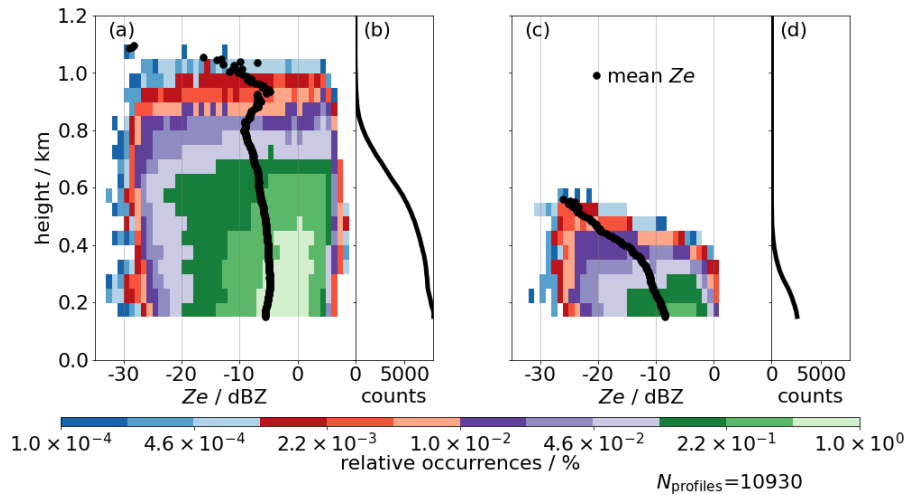 (a)
(b)
(c)
(d)
mean Ze
1.2
1.0
0.8
0.6
0.4
0.2
0.0
height / km
-30
-20
-10
0
0
5000
-30
-20
-10
0
0
5000
Ze / dBZ
counts
Ze / dBZ
counts
1.0 × 10⁻⁴
4.6 × 10⁻⁴
2.2 × 10⁻³
1.0 × 10⁻²
4.6 × 10⁻²
2.2 × 10⁻¹
1.0 × 10⁰
relative occurrences / %
N_profiles=10930